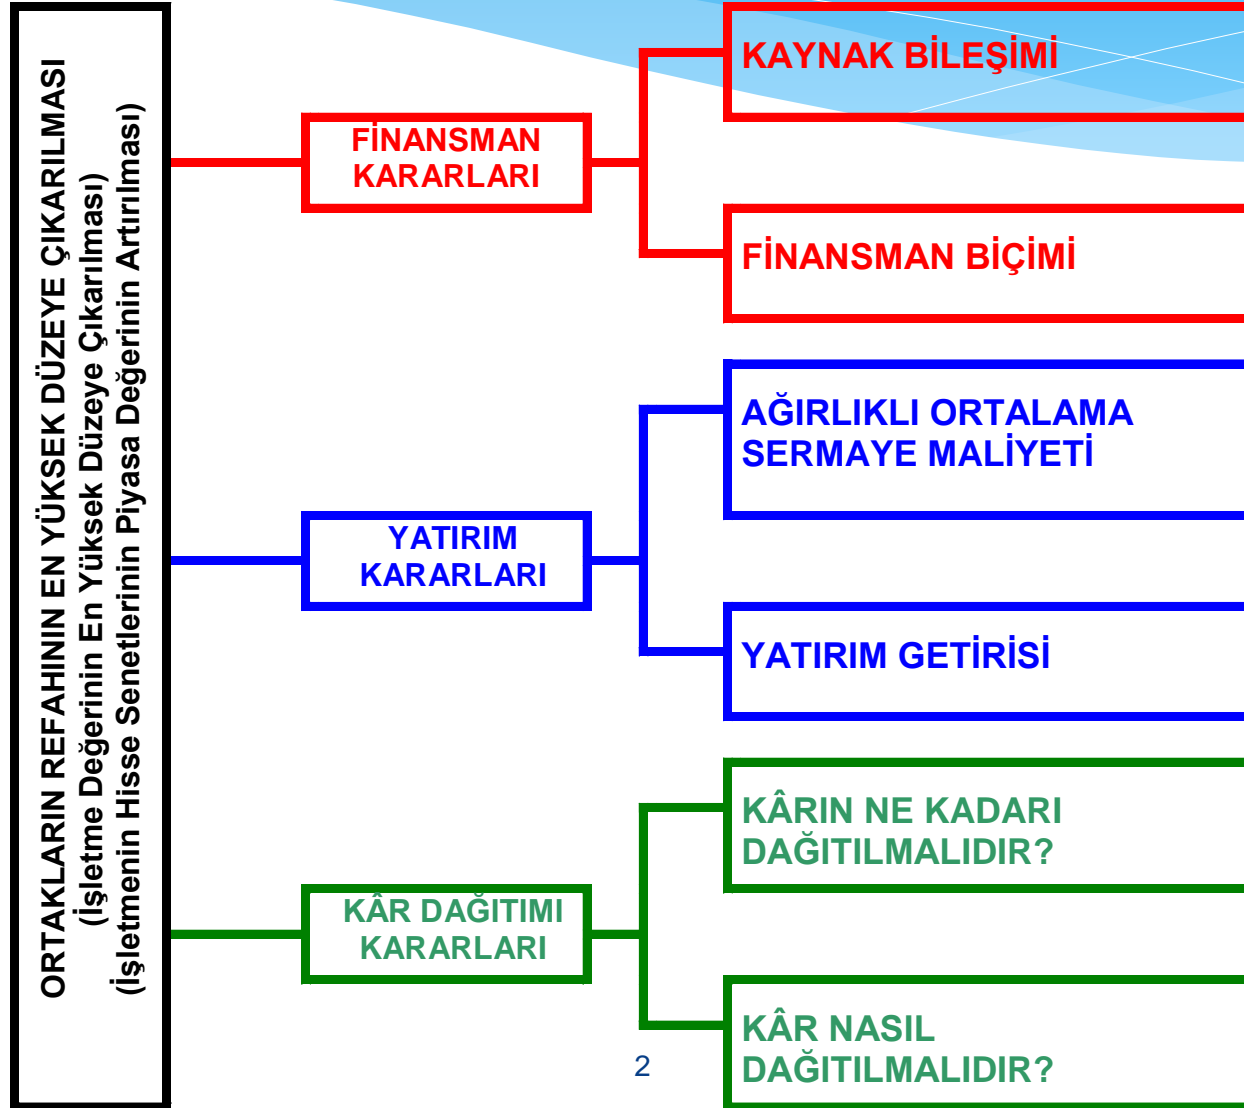 ORTAKLARIN REFAHININ EN YÜKSEK DÜZEYE ÇIKARILMASI
(İşletme Değerinin En Yüksek Düzeye Çıkarılması)
(İşletmenin Hisse Senetlerinin Piyasa Değerinin Artırılması)
FİNANSMAN
KARARLARI
KAYNAK BİLEŞİMİ
FİNANSMAN BİÇİMİ
YATIRIM
KARARLARI
AĞIRLIKLI ORTALAMA
SERMAYE MALİYETİ
YATIRIM GETİRİSİ
KÂR DAĞITIMI
KARARLARI
KÂRIN NE KADARI
DAĞITILMALIDIR?
KÂR NASIL
DAĞITILMALIDIR?
2